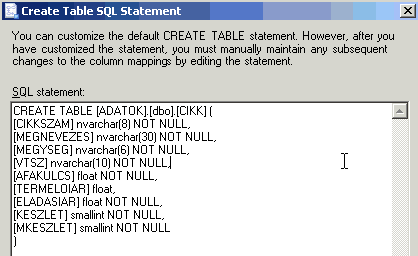 Create Table SQL Statement
You can customize the default CREATE TABLE statement. However, after you
have customized the statement, you must manually maintain any subsequent
changes to the column mappings by editing the statement.
SQL statement:
CREATE TABLE [ADATOK].[dbo].[CIKK] (
[CIKKSZAM] nvarchar(8) NOT NULL,
[MEGNEVEZES] nvarchar(30) NOT NULL,
[MEGYSEG] nvarchar(6) NOT NULL,
[VTSZ] nvarchar(10) NOT NULL,
[AFAKULCS] float NOT NULL,
[TERMELOIAR] float,
[ELADASIAR] float NOT NULL,
[KESZLET] smallint NOT NULL,
[MKESZLET] smallint NOT NULL
)